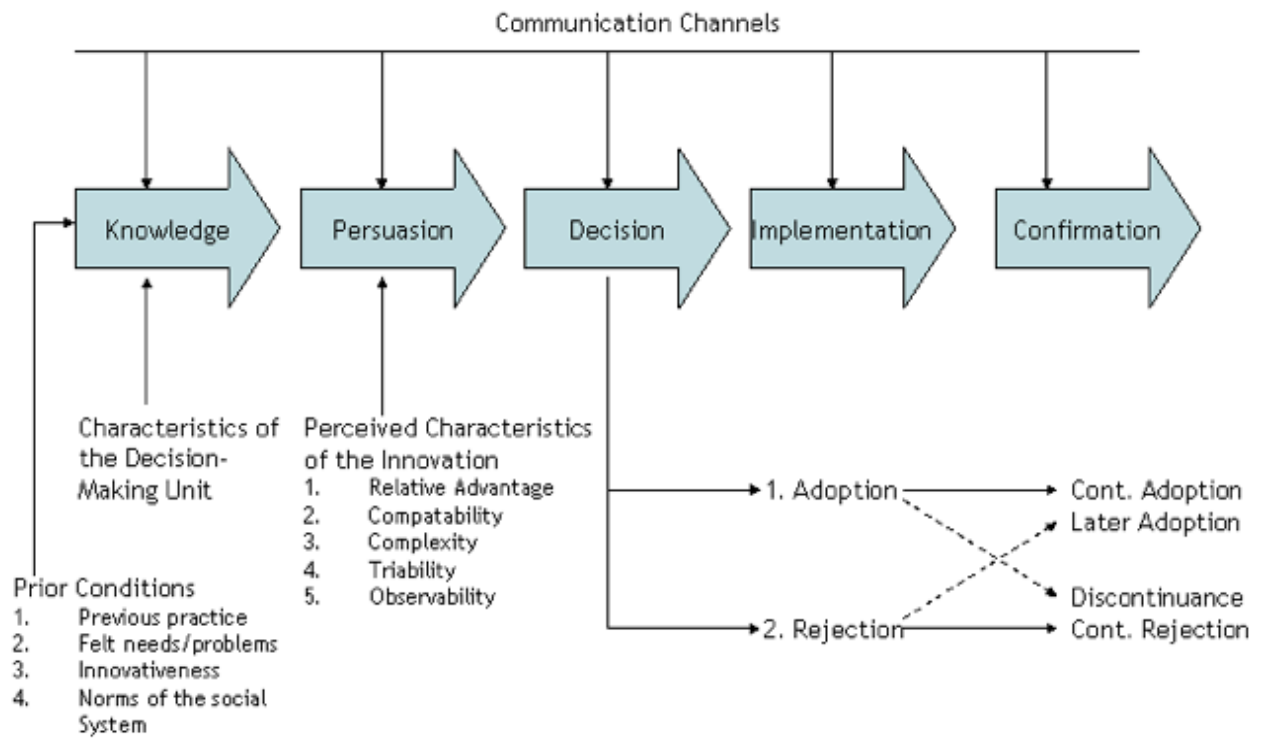 Communication Channels
Knowledge
Persuasion
Decision
Implementation
Confirmation
Characteristics of
the Decision-
Making Unit
Perceived Characteristics
of the Innovation
1. Relative Advantage
2. Compatability
3. Complexity
4. Triability
5. Observability
Prior Conditions
1. Previous practice
2. Felt needs/problems
3. Innovativeness
4. Norms of the social
System
1. Adoption
2. Rejection
Cont. Adoption
Later Adoption
Discontinuance
Cont. Rejection